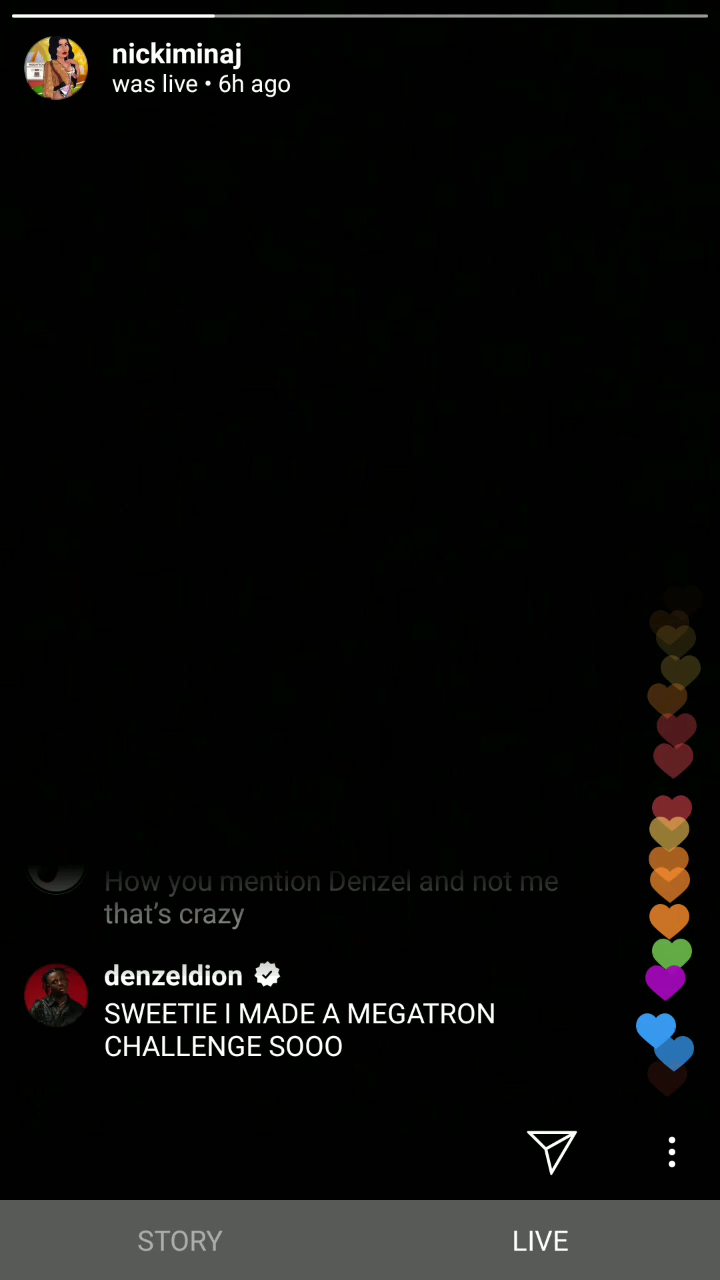 nickiminaj
was live • 6h ago
How you mention Denzel and not me
that's crazy
denzeldion
SWEETIE I MADE A MEGATRON
CHALLENGE SOOO
STORY
LIVE